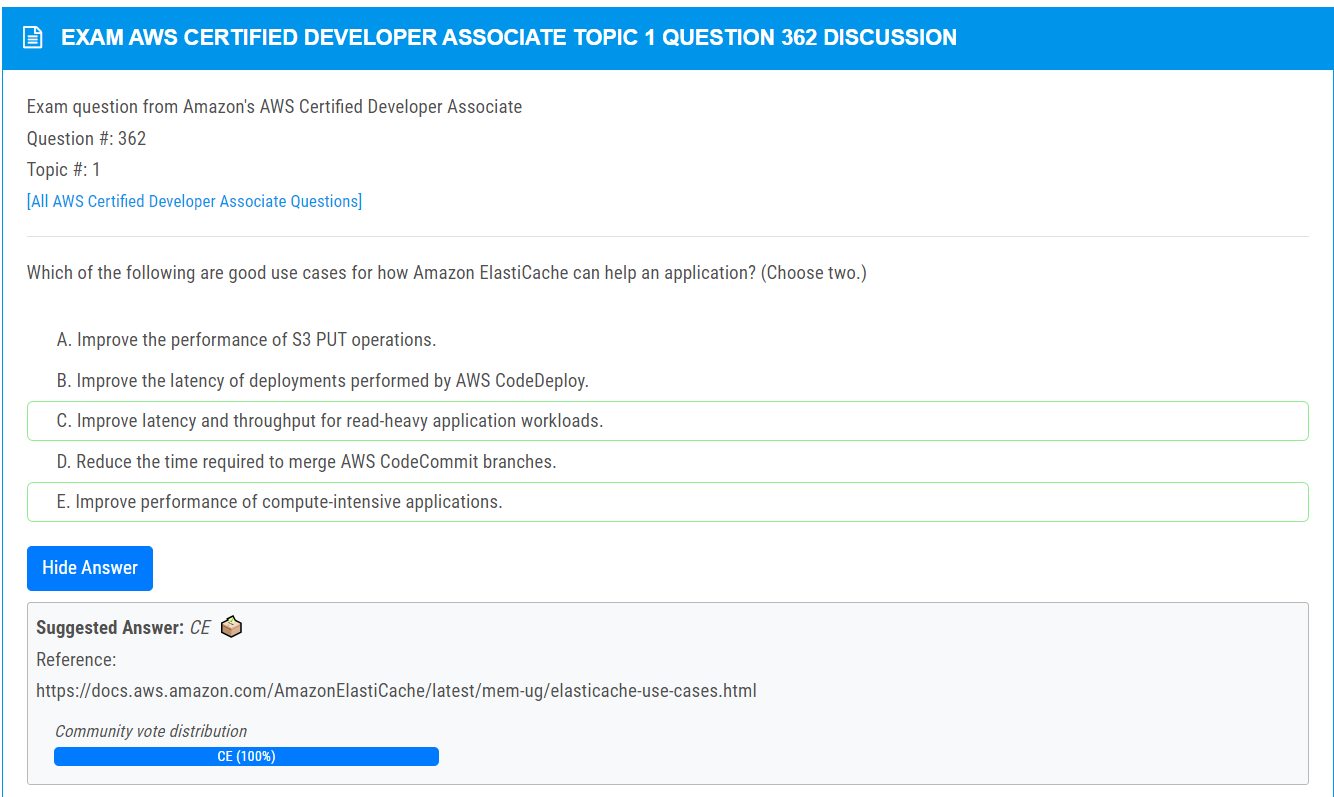 EXAM AWS CERTIFIED DEVELOPER ASSOCIATE TOPIC 1 QUESTION 362 DISCUSSION
Exam question from Amazon's AWS Certified Developer Associate
Question #: 362
Topic #: 1
[All AWS Certified Developer Associate Questions]
Which of the following are good use cases for how Amazon ElastiCache can help an application? (Choose two.)
A. Improve the performance of S3 PUT operations.
B. Improve the latency of deployments performed by AWS CodeDeploy.
C. Improve latency and throughput for read-heavy application workloads.
D. Reduce the time required to merge AWS CodeCommit branches.
E. Improve performance of compute-intensive applications.
Hide Answer
Suggested Answer: CE
Reference:
https://docs.aws.amazon.com/AmazonElastiCache/latest/mem-ug/elasticache-use-cases.html
Community vote distribution
CE (100%)